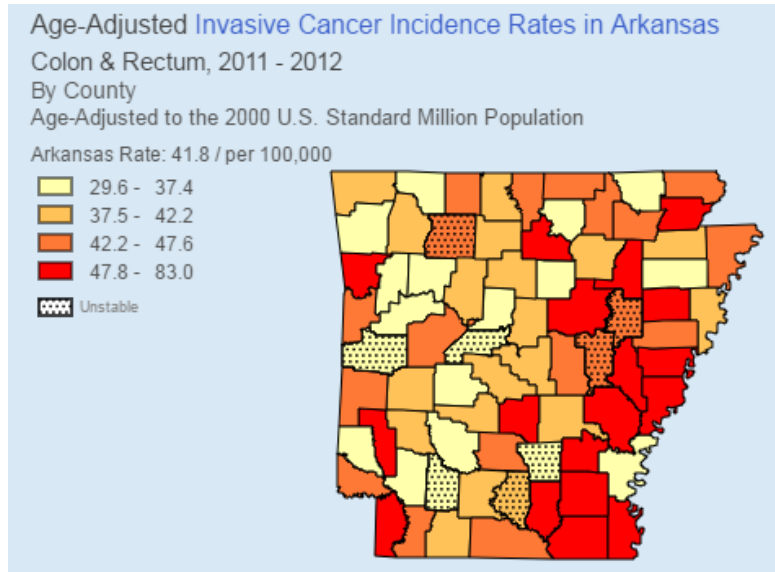 Age-Adjusted Invasive Cancer Incidence Rates in Arkansas
Colon & Rectum, 2011 - 2012
By County
Age-Adjusted to the 2000 U.S. Standard Million Population
Arkansas Rate: 41.8 / per 100,000
29.6 - 37.4
37.5 - 42.2
42.2 - 47.6
47.8 - 83.0
Unstable